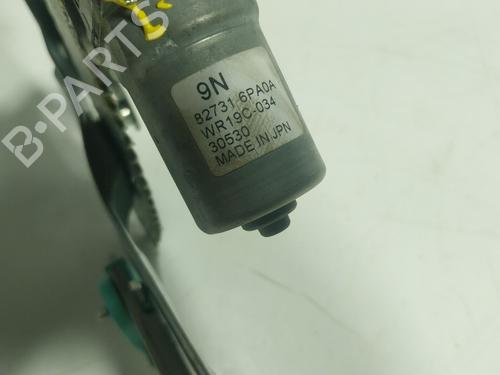 9N
82731 6PA0A
WR19C-034
30530
MADE IN JPN
B-PARTS